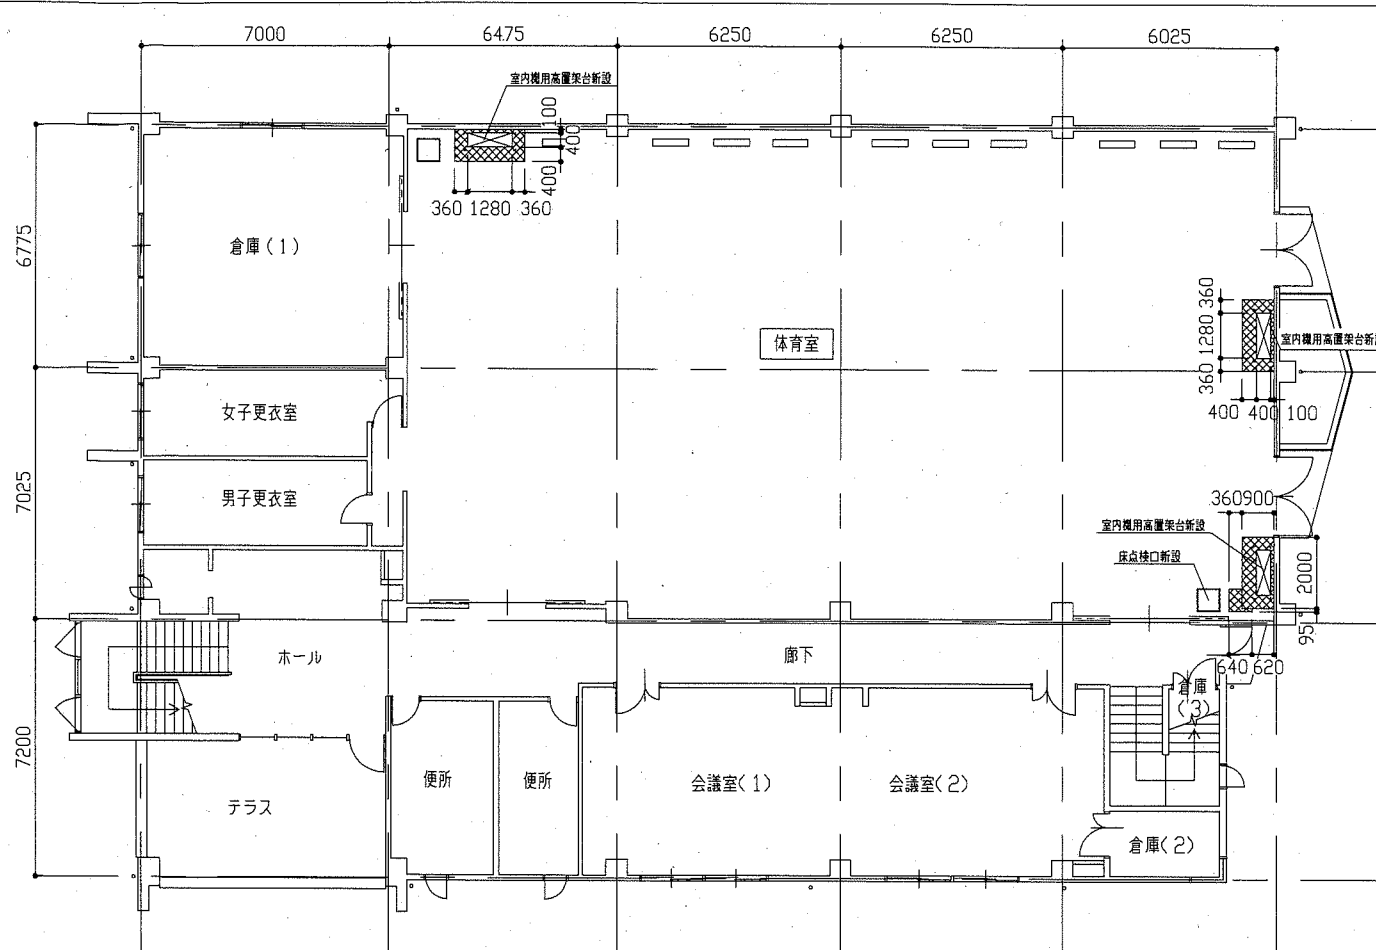 7000
6475
6250
6250
6025
室内機用高置架台新設
100
400
400
360 1280 360
6775
倉庫(1)
360
1280
360
室内機用高置架台新
体育室
400 400 100
女子更衣室
7025
男子更衣室
360900
室内機用高置架台新設
床点検口新設
2000
95
ホール
廊下
640 620
倉庫
(3)
7200
便所
便所
会議室(1)
会議室(2)
テラス
倉庫(2)